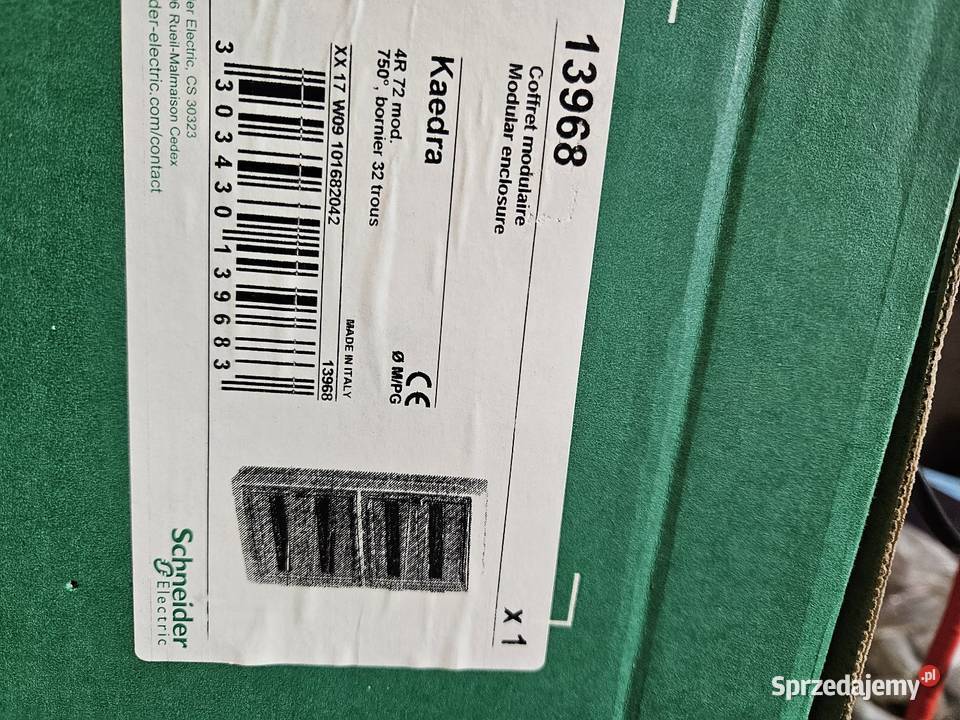 13968
Coffret modulaire
Modular enclosure
x 1
Kaedra
4R 72 mod.
750°, bornier 32 trous
CE
Ø M/PG
XX 17 W09 101682042
MADE IN ITALY
13968
3 303430 139683
er Electric, CS 30323
6 Rueil-Malmaison Cedex
der-electric.com/contact
Schneider
Electric
Sprzedajemy.pl